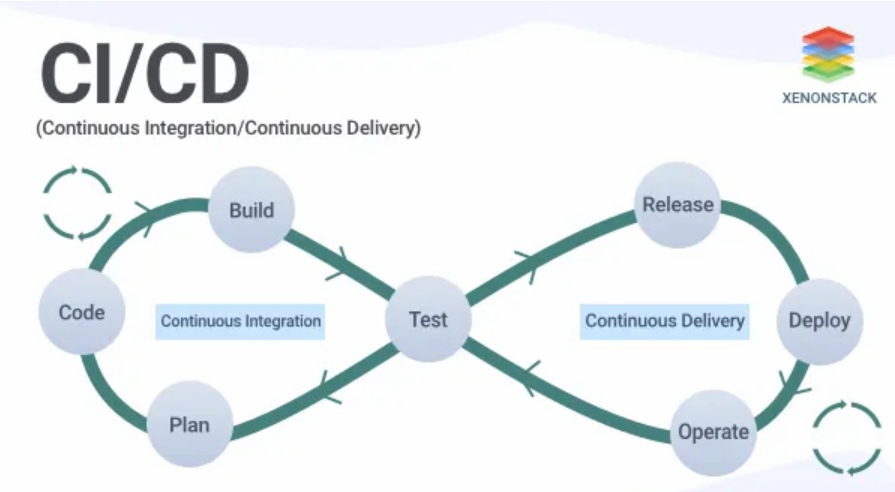 CI/CD
XENONSTACK
(Continuous Integration/Continuous Delivery)
Build
Release
Code
Continuous Integration
Test
Continuous Delivery
Deploy
Plan
Operate